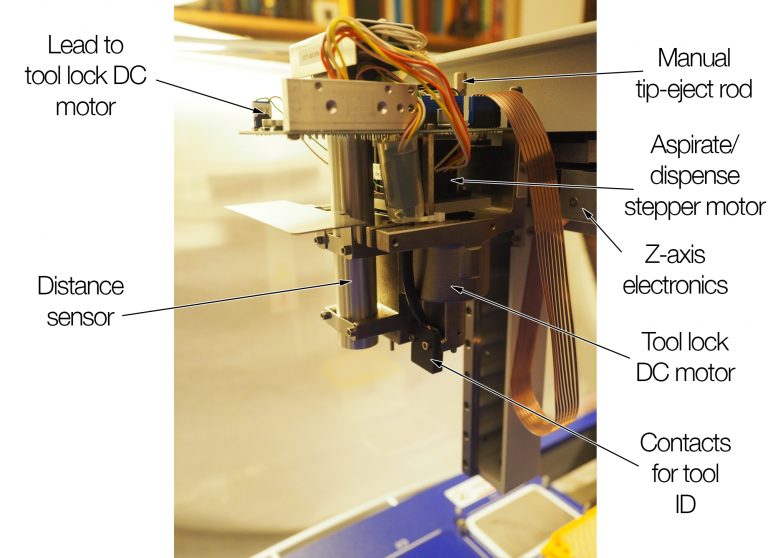 Lead to
tool lock DC
motor
Distance
sensor
Manual
tip-eject rod
Aspirate/
dispense
stepper motor
Z-axis
electronics
Tool lock
DC motor
Contacts
for tool
ID